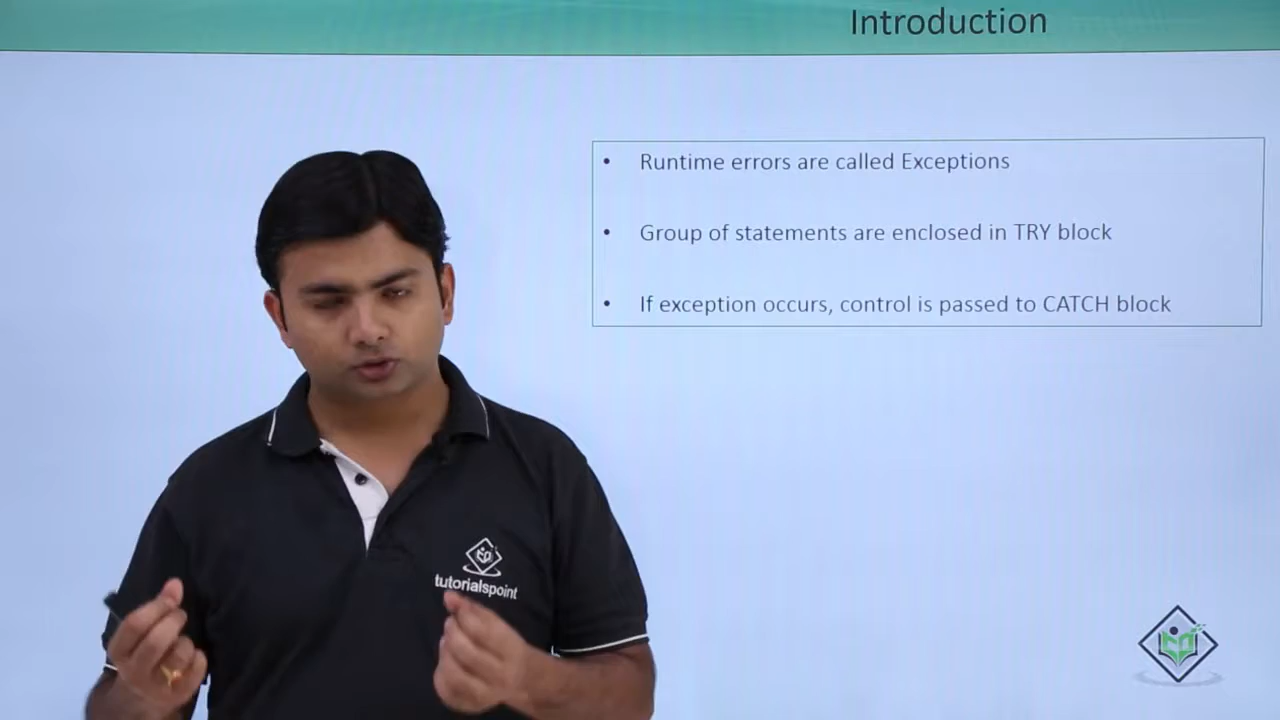 Introduction
• Runtime errors are called Exceptions
• Group of statements are enclosed in TRY block
• If exception occurs, control is passed to CATCH block
tutorialspoint